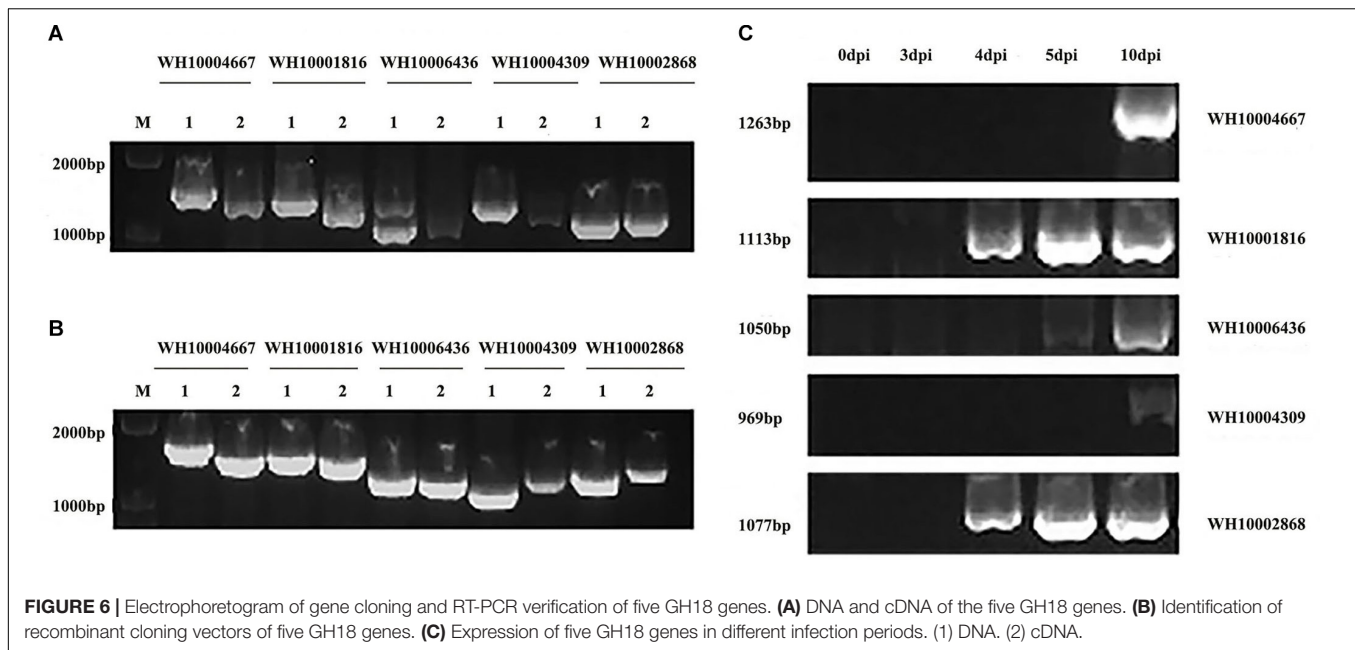 A
WH10004667 WH10001816 WH10006436 WH10004309 WH10002868
M 1 2 1 2 1 2 1 2 1 2
2000bp
1000bp
B
WH10004667 WH10001816 WH10006436 WH10004309 WH10002868
M 1 2 1 2 1 2 1 2 1 2
2000bp
1000bp
C
0dpi 3dpi 4dpi 5dpi 10dpi
1263bp WH10004667
1113bp WH10001816
1050bp WH10006436
969bp WH10004309
1077bp WH10002868
FIGURE 6 | Electrophoretogram of gene cloning and RT-PCR verification of five GH18 genes. (A) DNA and cDNA of the five GH18 genes. (B) Identification of
recombinant cloning vectors of five GH18 genes. (C) Expression of five GH18 genes in different infection periods. (1) DNA. (2) cDNA.